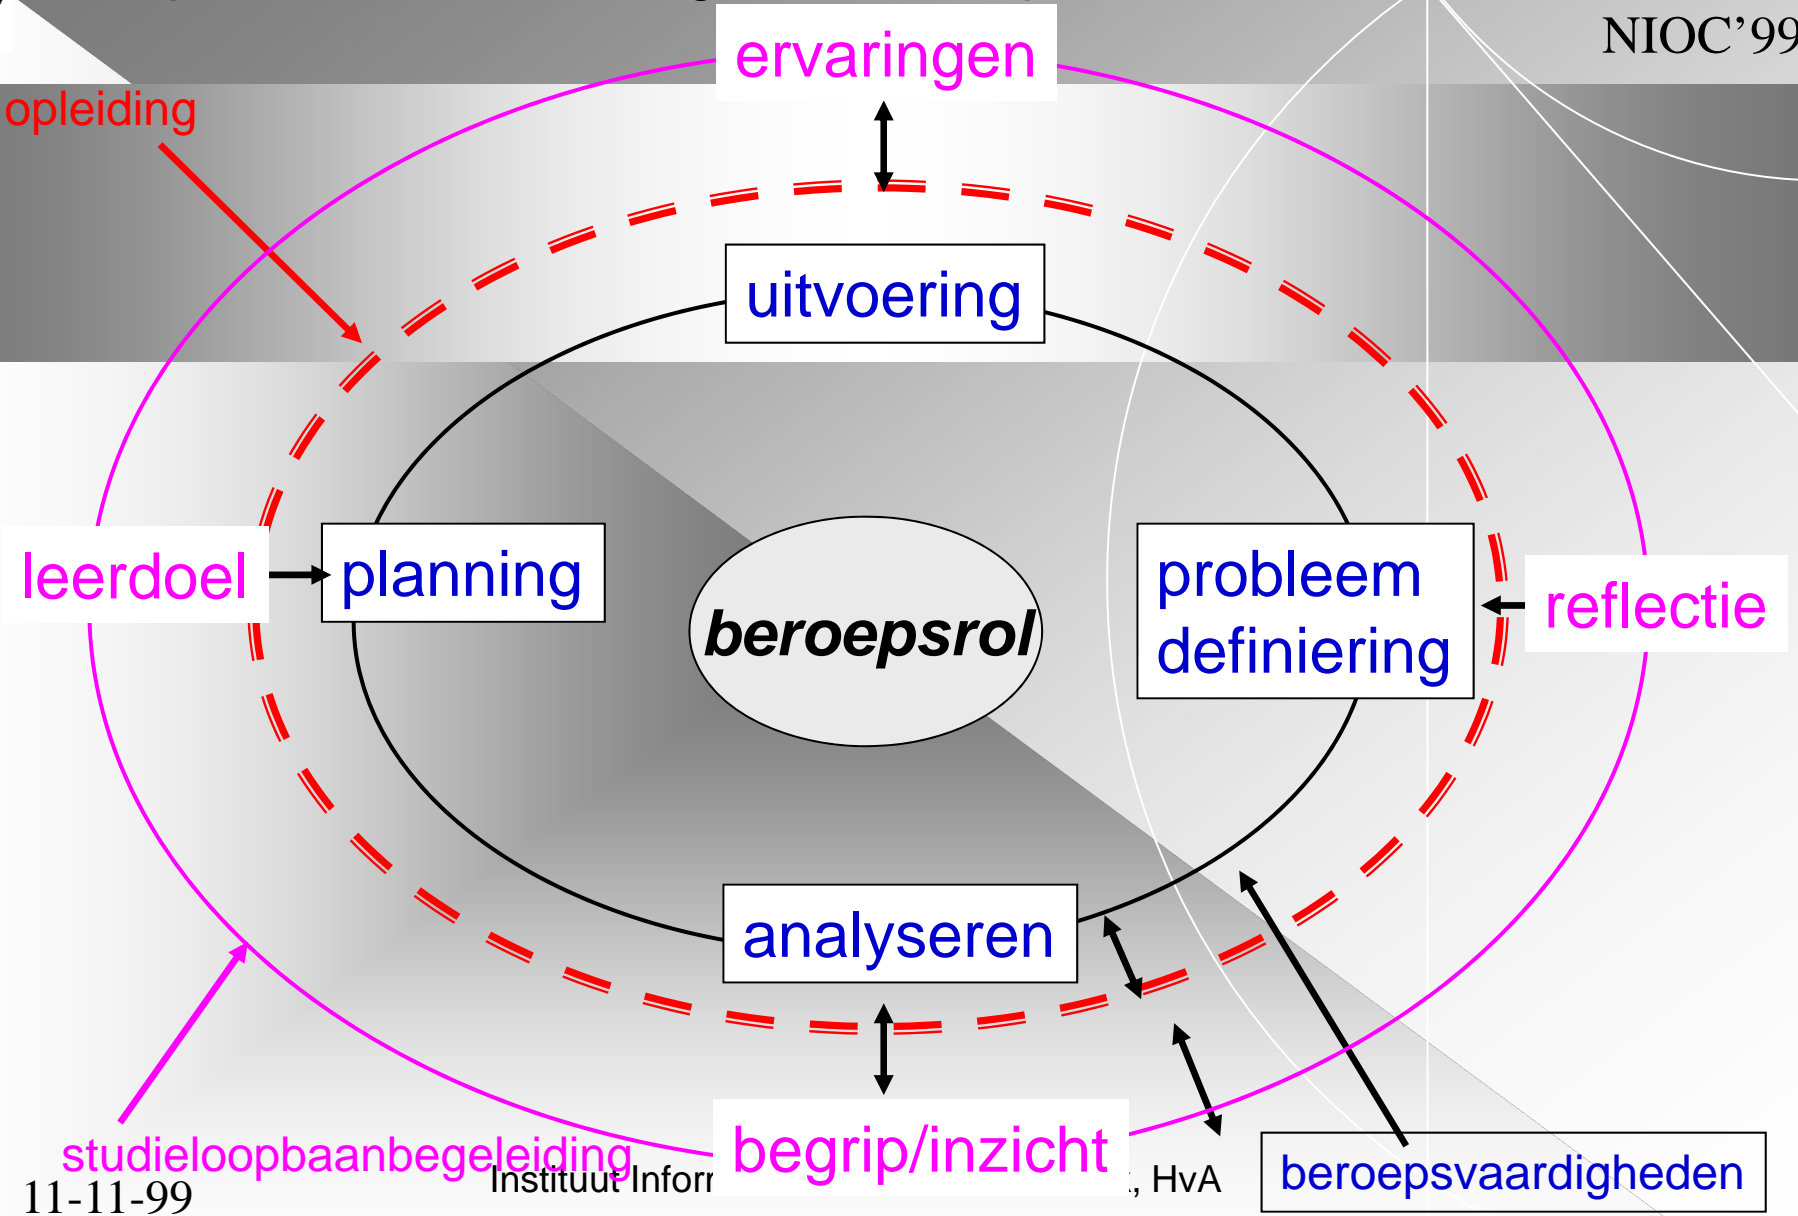 NIOC’99
ervaringen
opleiding
uitvoering
leerdoel
planning
beroepsrol
probleem
definiering
reflectie
analyseren
begrip/inzicht
studieloopbaanbegeleiding
beroepsvaardigheden
11-11-99
Instituut
, HvA